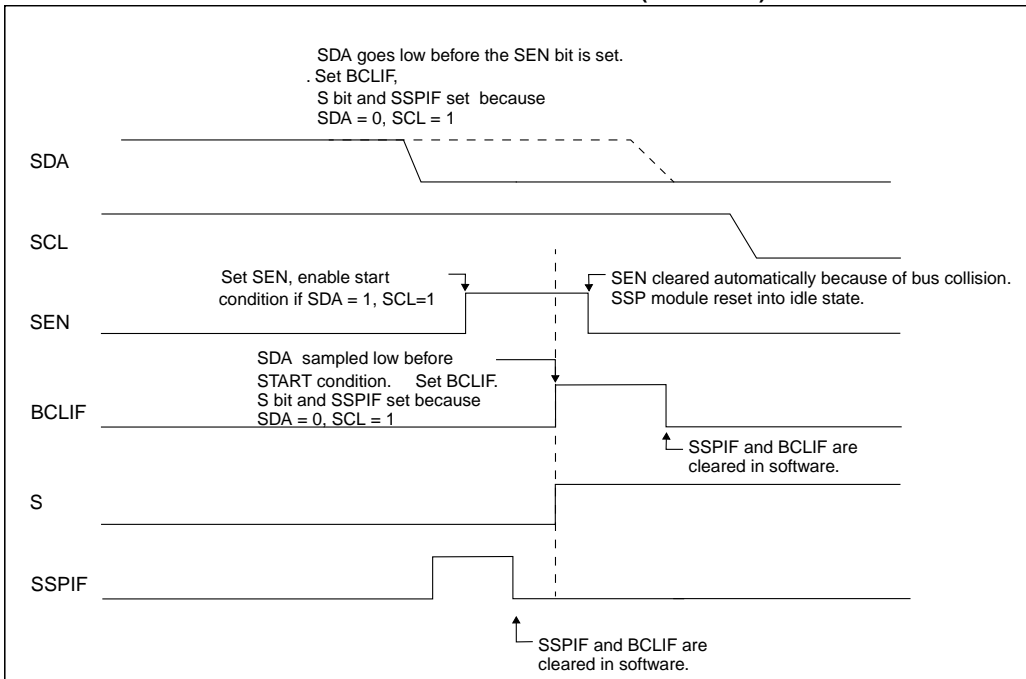 SDA goes low before the SEN bit is set.
. Set BCLIF,
S bit and SSPIF set because
SDA = 0, SCL = 1
SDA
SCL
Set SEN, enable start
condition if SDA = 1, SCL=1
SEN cleared automatically because of bus collision.
SSP module reset into idle state.
SEN
SDA sampled low before
START condition. Set BCLIF.
S bit and SSPIF set because
SDA = 0, SCL = 1
BCLIF
SSPIF and BCLIF are
cleared in software.
S
SSPIF
SSPIF and BCLIF are
cleared in software.